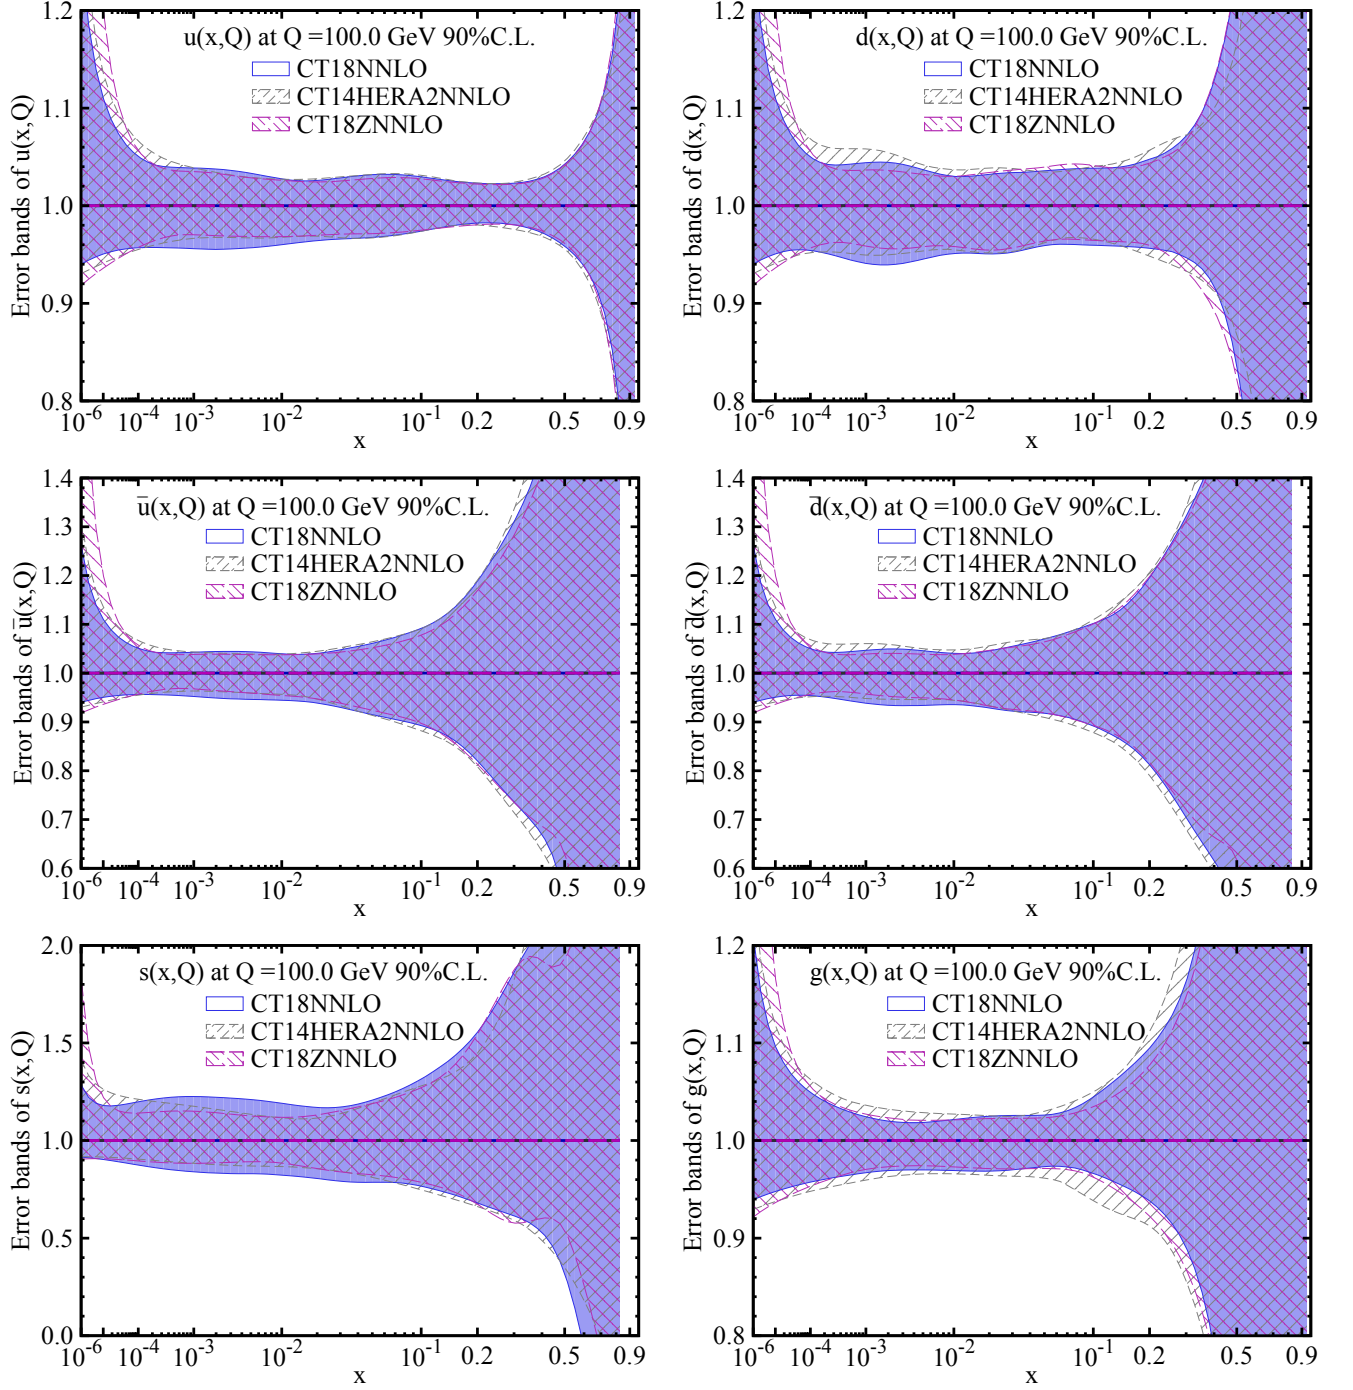 u(x,Q) at Q =100.0 GeV 90%C.L.
CT18NNLO
CT14HERA2NNLO
CT18ZNNLO
Error bands of u(x,Q)
1.2
1.1
1.0
0.9
0.8
10-6 10-4 10-3 10-2 10-1 0.2 0.5 0.9
x
d(x,Q) at Q =100.0 GeV 90%C.L.
CT18NNLO
CT14HERA2NNLO
CT18ZNNLO
Error bands of d(x,Q)
1.2
1.1
1.0
0.9
0.8
10-6 10-4 10-3 10-2 10-1 0.2 0.5 0.9
x
ū(x,Q) at Q =100.0 GeV 90%C.L.
CT18NNLO
CT14HERA2NNLO
CT18ZNNLO
Error bands of ū(x,Q)
1.4
1.3
1.2
1.1
1.0
0.9
0.8
0.7
0.6
10-6 10-4 10-3 10-2 10-1 0.2 0.5 0.9
x
d̄(x,Q) at Q =100.0 GeV 90%C.L.
CT18NNLO
CT14HERA2NNLO
CT18ZNNLO
Error bands of d̄(x,Q)
1.4
1.3
1.2
1.1
1.0
0.9
0.8
0.7
0.6
10-6 10-4 10-3 10-2 10-1 0.2 0.5 0.9
x
s(x,Q) at Q =100.0 GeV 90%C.L.
CT18NNLO
CT14HERA2NNLO
CT18ZNNLO
Error bands of s(x,Q)
2.0
1.5
1.0
0.5
0.0
10-6 10-4 10-3 10-2 10-1 0.2 0.5 0.9
x
g(x,Q) at Q =100.0 GeV 90%C.L.
CT18NNLO
CT14HERA2NNLO
CT18ZNNLO
Error bands of g(x,Q)
1.2
1.1
1.0
0.9
0.8
10-6 10-4 10-3 10-2 10-1 0.2 0.5 0.9
x